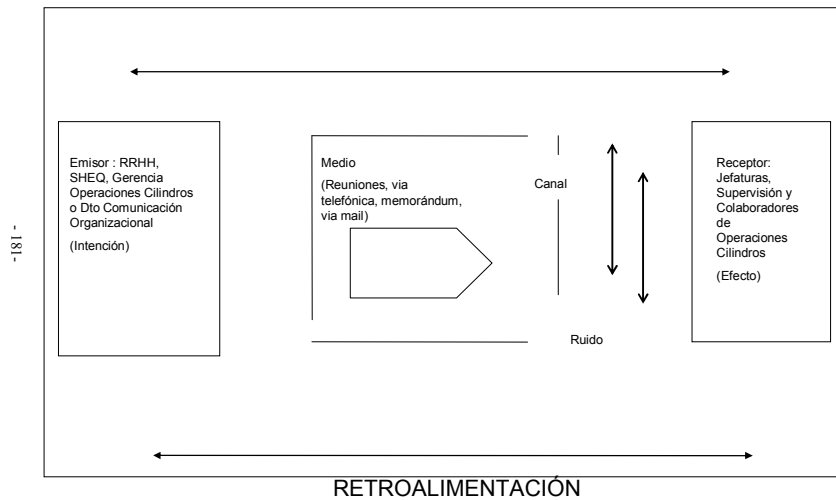 Emisor : RRHH,
SHEQ, Gerencia
Operaciones Cilindros
o Dto Comunicación
Organizacional
(Intención)
Medio
(Reuniones, via
telefónica, memorándum,
via mail)
Canal
Ruido
Receptor:
Jefaturas,
Supervisión y
Colaboradores
de
Operaciones
Cilindros
(Efecto)
RETROALIMENTACIÓN
- 181-